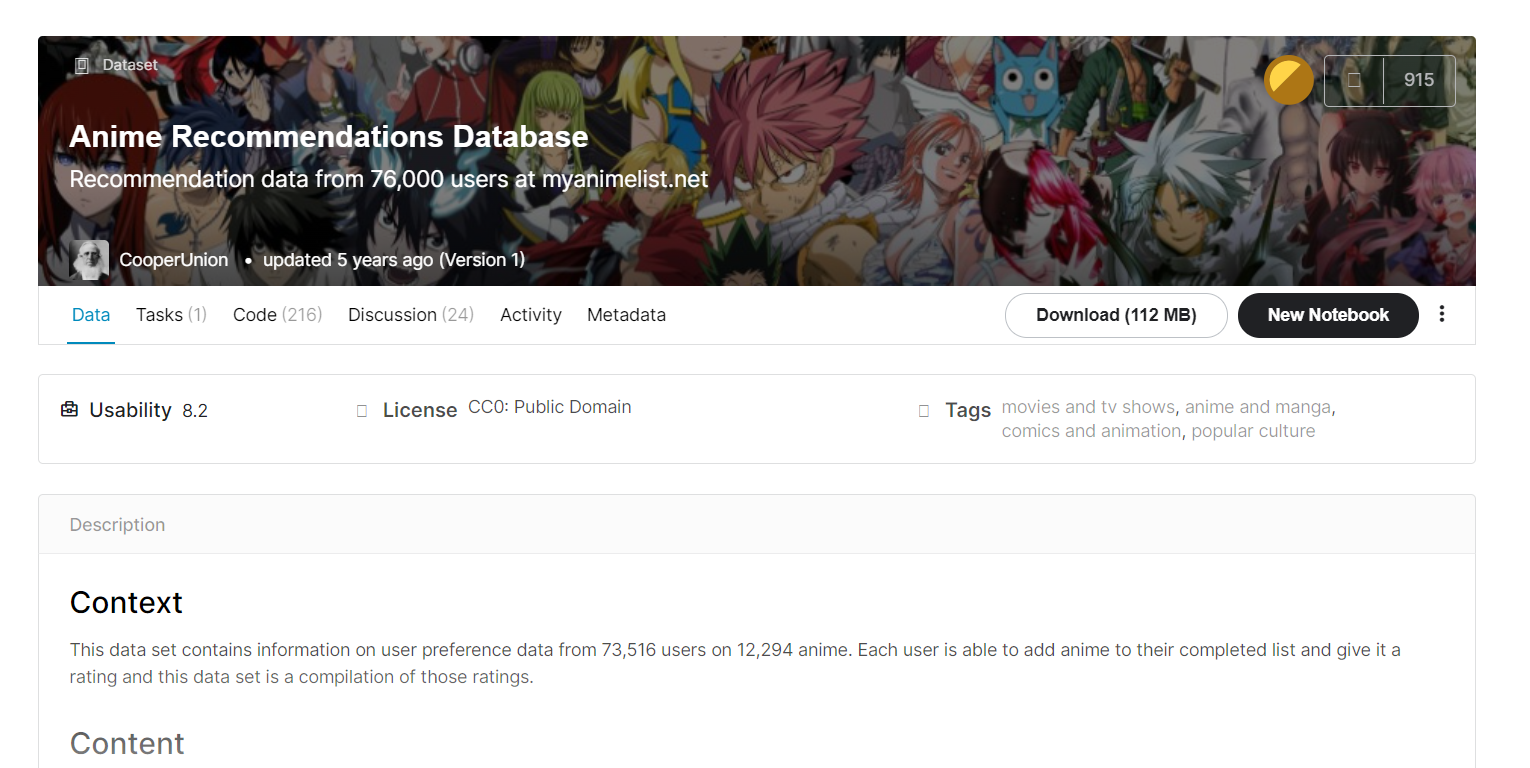 Dataset
915
Anime Recommendations Database
Recommendation data from 76,000 users at myanimelist.net
CooperUnion • updated 5 years ago (Version 1)
Data Tasks (1) Code (216) Discussion (24) Activity Metadata Download (112 MB) New Notebook
Usability 8.2 License CC0: Public Domain Tags movies and tv shows, anime and manga,
comics and animation, popular culture
Description
Context
This data set contains information on user preference data from 73,516 users on 12,294 anime. Each user is able to add anime to their completed list and give it a
rating and this data set is a compilation of those ratings.
Content